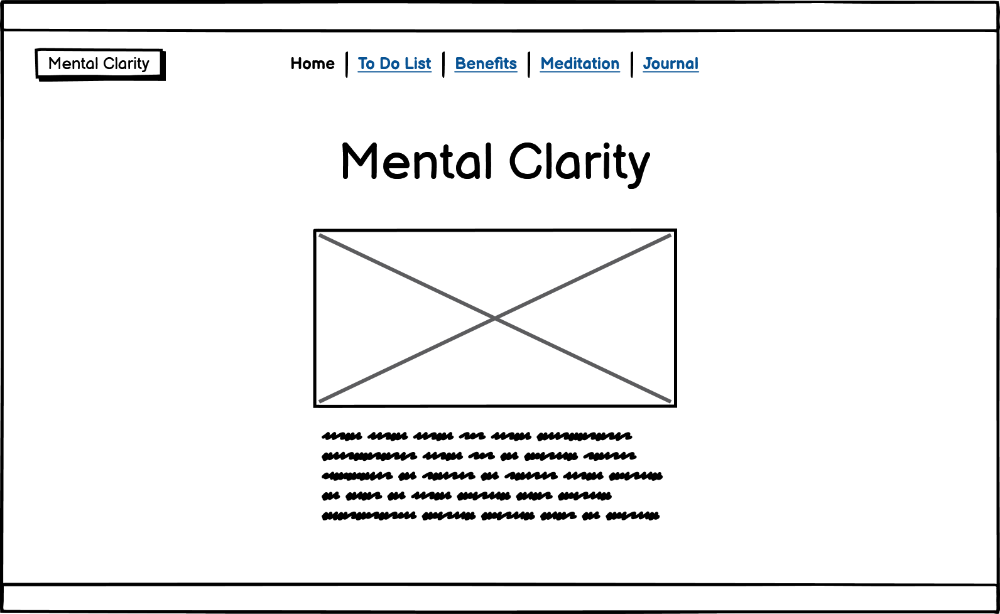 Mental Clarity
Home To Do List Benefits Meditation Journal
Mental Clarity